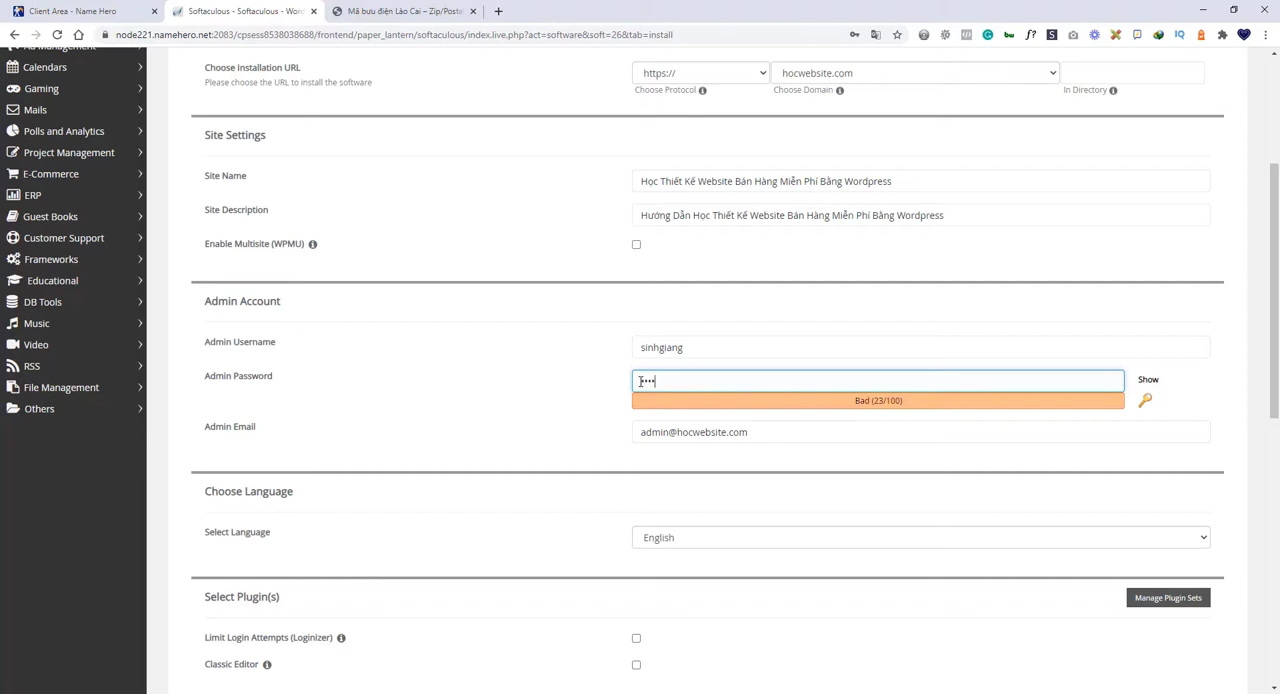 Client Area - Name Hero
Softaculous - Softaculous - Wor
Mã bưu điện Lào Cai – Zip/Posta
node221.namehero.net:2083/cpsess8538038688/frontend/paper_lantern/softaculous/index.live.php?act=software&soft=26&tab=install
Ad Management
Calendars
Gaming
Mails
Polls and Analytics
Project Management
E-Commerce
ERP
Guest Books
Customer Support
Frameworks
Educational
DB Tools
Music
Video
RSS
File Management
Others
Choose Installation URL
Please choose the URL to install the software
https://
hocwebsite.com
Choose Protocol
Choose Domain
In Directory
Site Settings
Site Name
Học Thiết Kế Website Bán Hàng Miễn Phí Bằng Wordpress
Site Description
Hướng Dẫn Học Thiết Kế Website Bán Hàng Miễn Phí Bằng Wordpress
Enable Multisite (WPMU)
Admin Account
Admin Username
sinhgiang
Admin Password
••••
Show
Bad (23/100)
Admin Email
admin@hocwebsite.com
Choose Language
Select Language
English
Select Plugin(s)
Manage Plugin Sets
Limit Login Attempts (Loginizer)
Classic Editor